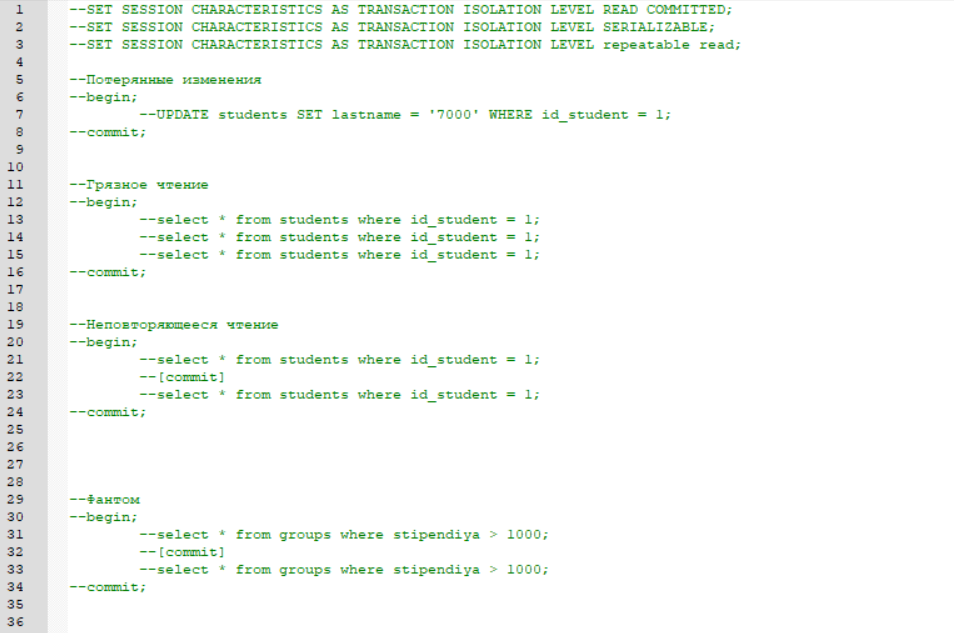 1 --SET SESSION CHARACTERISTICS AS TRANSACTION ISOLATION LEVEL READ COMMITTED;
2 --SET SESSION CHARACTERISTICS AS TRANSACTION ISOLATION LEVEL SERIALIZABLE;
3 --SET SESSION CHARACTERISTICS AS TRANSACTION ISOLATION LEVEL repeatable read;
4
5 --Потерянные изменения
6 --begin;
7 --UPDATE students SET lastname = '7000' WHERE id_student = 1;
8 --commit;
9
10
11 --Грязное чтение
12 --begin;
13 --select * from students where id_student = 1;
14 --select * from students where id_student = 1;
15 --select * from students where id_student = 1;
16 --commit;
17
18
19 --Неповторяющееся чтение
20 --begin;
21 --select * from students where id_student = 1;
22 --[commit]
23 --select * from students where id_student = 1;
24 --commit;
25
26
27
28
29 --Фантом
30 --begin;
31 --select * from groups where stipendiya > 1000;
32 --[commit]
33 --select * from groups where stipendiya > 1000;
34 --commit;
35
36